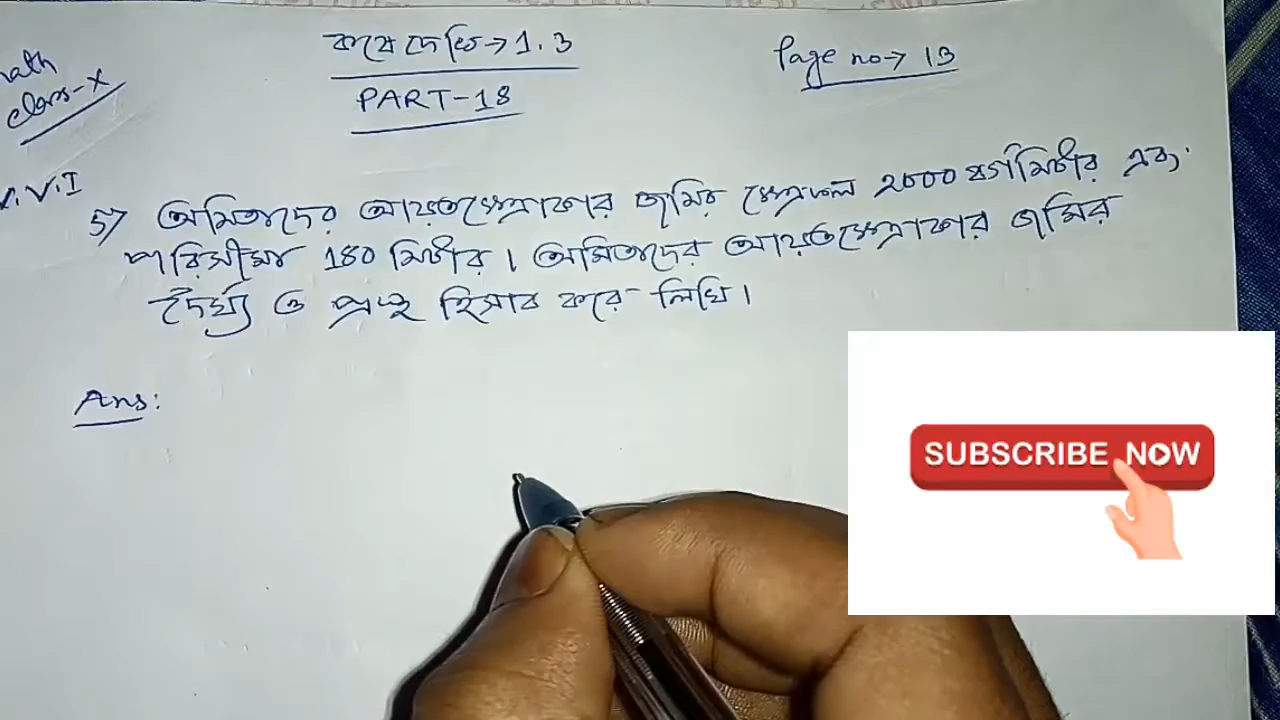 math
class-X
কষে দেখি→1.3
PART-18
Page no→ 13
V.V.I
5) অমিতাদের আয়তক্ষেত্রাকার জমির ক্ষেত্রফল 2000 বর্গমিটার এবং
পরিসীমা 180 মিটার। অমিতাদের আয়তক্ষেত্রাকার জমির
দৈর্ঘ্য ও প্রস্থ হিসাব করে লিখি।
Ans:
SUBSCRIBE NOW